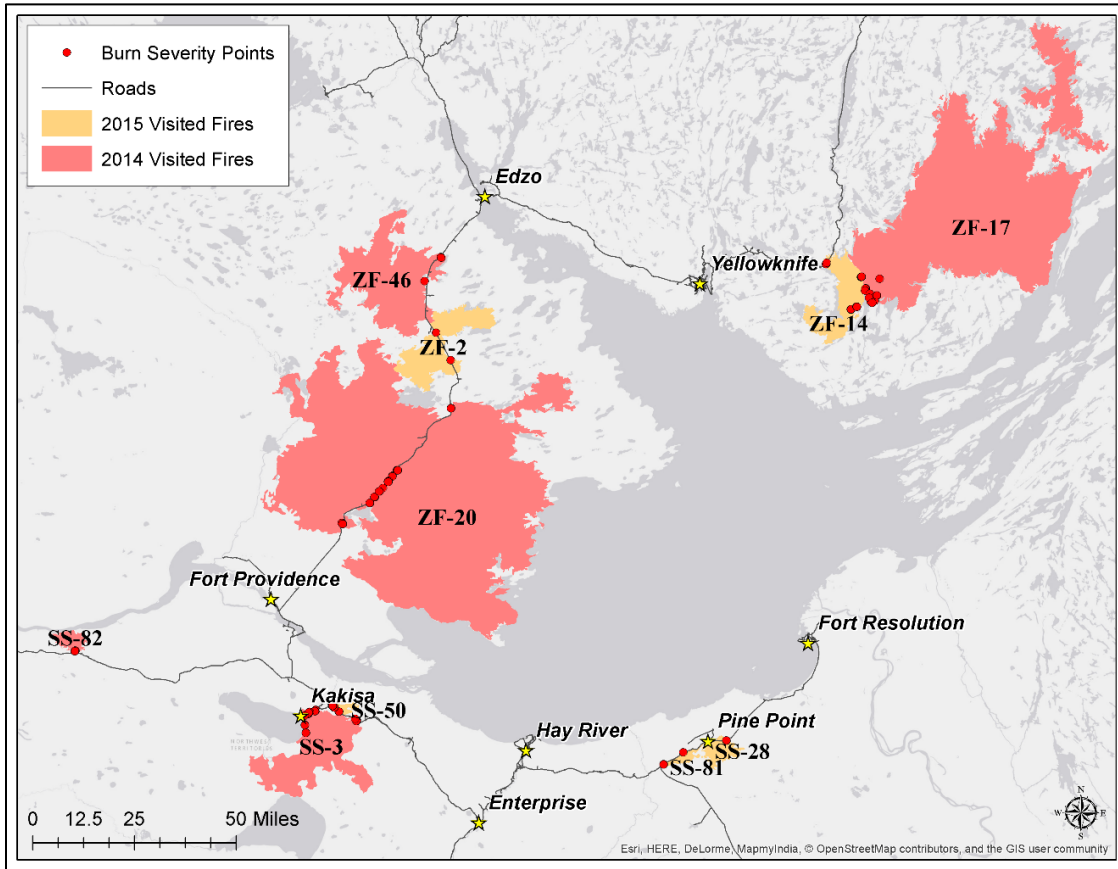 Burn Severity Points
Roads
2015 Visited Fires
2014 Visited Fires
Edzo
ZF-17
Yellowknife
ZF-46
ZF-14
ZF-2
ZF-20
Fort Providence
Fort Resolution
SS-82
Kakisa
SS-50
Pine Point
Hay River
SS-3
NORTHWEST
TERRITORIES
SS-28
SS-81
Enterprise
0 12.5 25 50 Miles
N
W E
S
Esri, HERE, DeLorme, MapmyIndia, © OpenStreetMap contributors, and the GIS user community